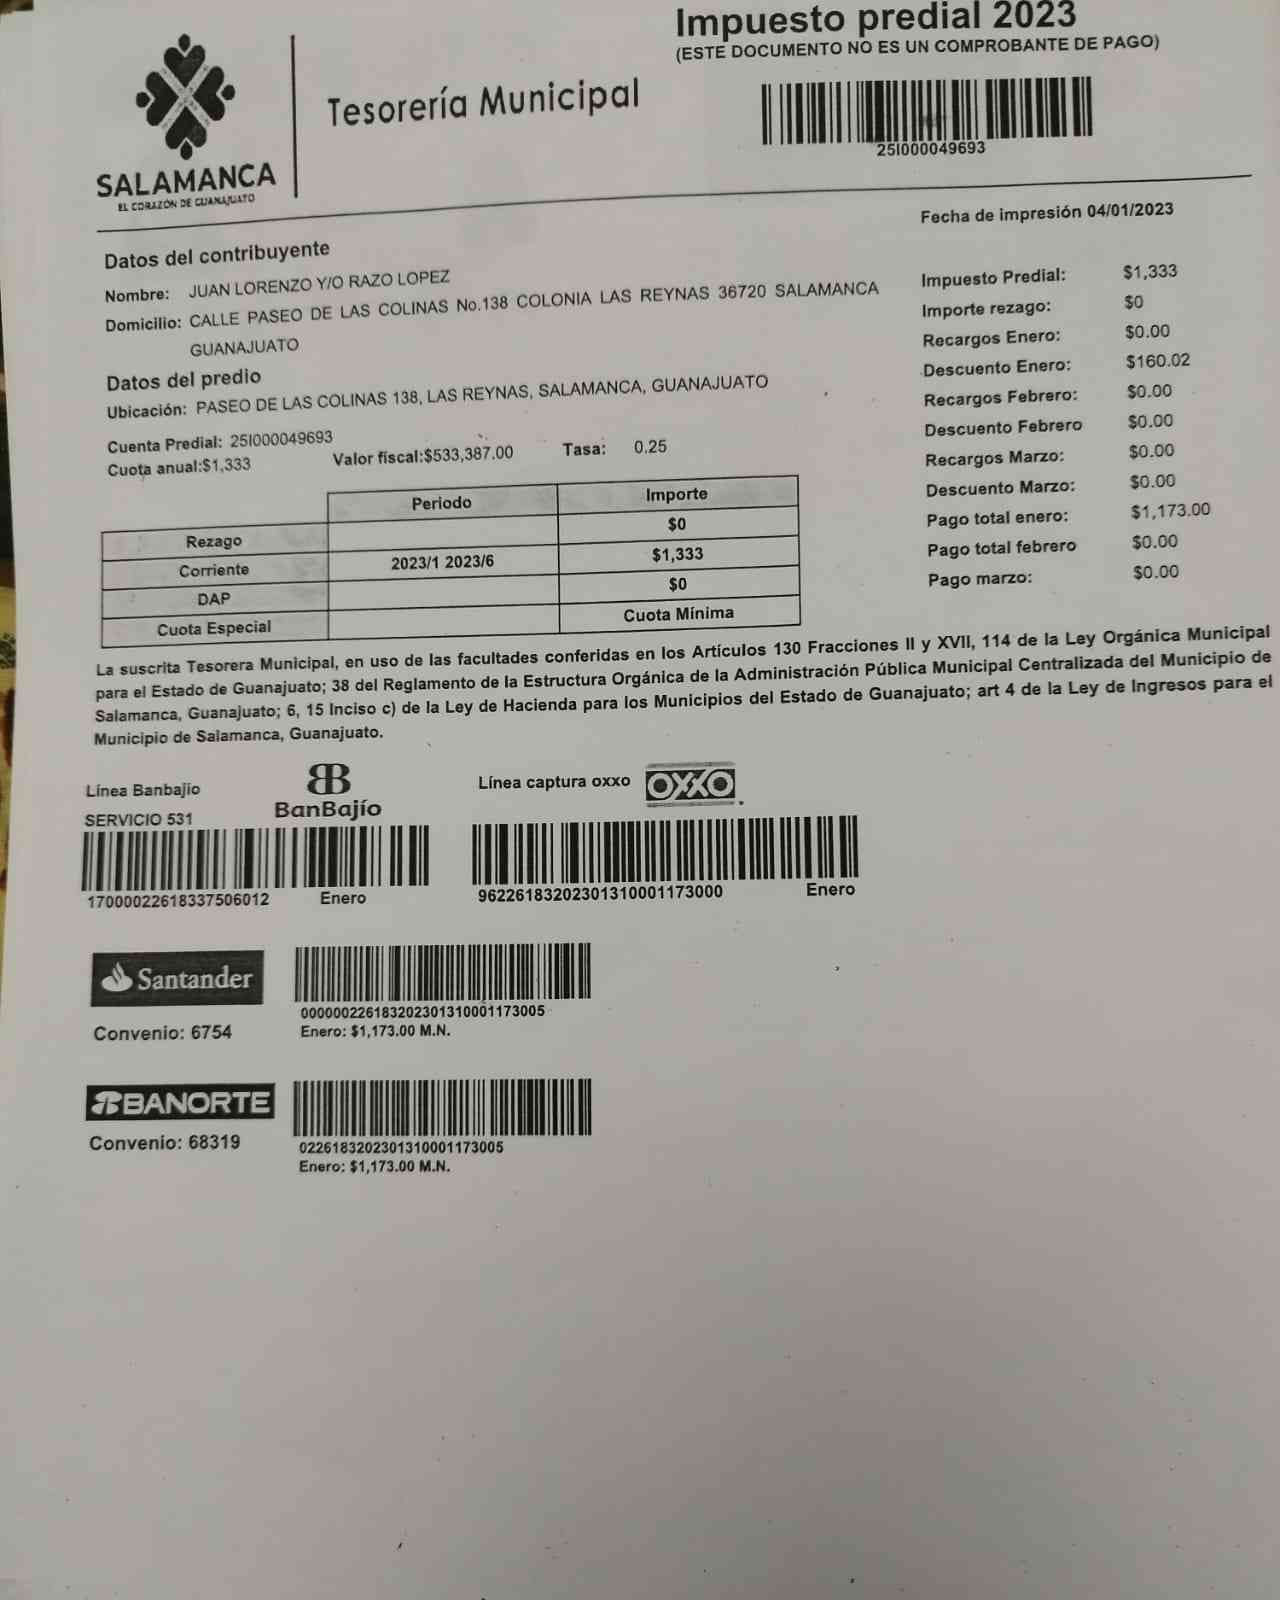 Impuesto predial 2023
(ESTE DOCUMENTO NO ES UN COMPROBANTE DE PAGO)
Tesorería Municipal
25I000049693
SALAMANCA
EL CORAZÓN DE GUANAJUATO
Fecha de impresión 04/01/2023
Datos del contribuyente
Nombre: JUAN LORENZO Y/O RAZO LOPEZ
Domicilio: CALLE PASEO DE LAS COLINAS No.138 COLONIA LAS REYNAS 36720 SALAMANCA
GUANAJUATO
Datos del predio
Ubicación: PASEO DE LAS COLINAS 138, LAS REYNAS, SALAMANCA, GUANAJUATO
Cuenta Predial: 25I000049693
Cuota anual:$1,333 Valor fiscal:$533,387.00 Tasa: 0.25
Impuesto Predial: $1,333
Importe rezago: $0
Recargos Enero: $0.00
Descuento Enero: $160.02
Recargos Febrero: $0.00
Descuento Febrero $0.00
Recargos Marzo: $0.00
Descuento Marzo: $0.00
Pago total enero: $1,173.00
Pago total febrero $0.00
Pago marzo: $0.00
Periodo Importe
Rezago $0
Corriente 2023/1 2023/6 $1,333
DAP $0
Cuota Especial Cuota Mínima
La suscrita Tesorera Municipal, en uso de las facultades conferidas en los Artículos 130 Fracciones II y XVII, 114 de la Ley Orgánica Municipal
para el Estado de Guanajuato; 38 del Reglamento de la Estructura Orgánica de la Administración Pública Municipal Centralizada del Municipio de
Salamanca, Guanajuato; 6, 15 Inciso c) de la Ley de Hacienda para los Municipios del Estado de Guanajuato; art 4 de la Ley de Ingresos para el
Municipio de Salamanca, Guanajuato.
Línea Banbajio
SERVICIO 531
BanBajío
17000022618337506012 Enero
Línea captura oxxo OXXO
962261832023013100011730​00 Enero
Santander
Convenio: 6754
000000226183202301310001173005
Enero: $1,173.00 M.N.
BANORTE
Convenio: 68319
0226183202301310001173005
Enero: $1,173.00 M.N.